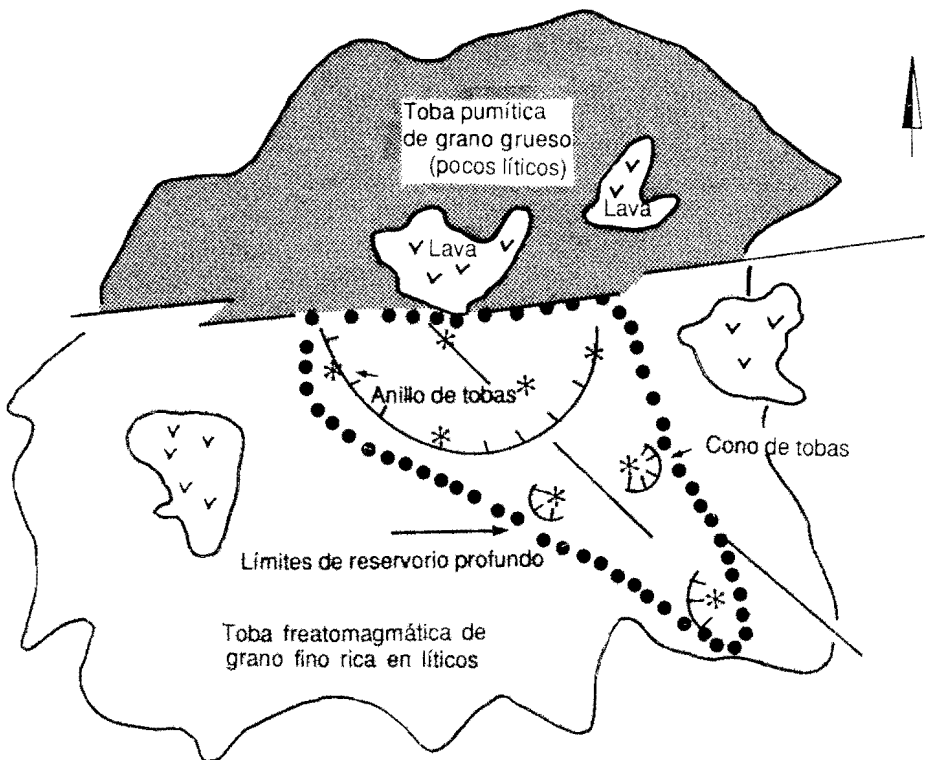 Toba pumítica
de grano grueso
(pocos líticos)
Lava
Lava
Anillo de tobas
Cono de tobas
Límites de reservorio profundo
Toba freatomagmática de
grano fino rica en líticos